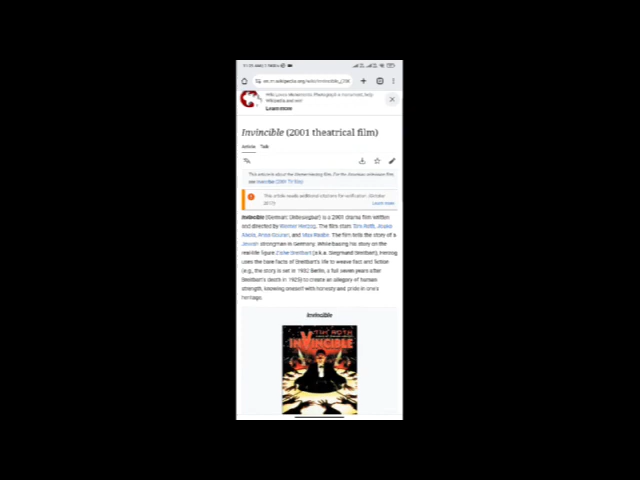 Learn more
Invincible (2001 theatrical film)
Article Talk
This article needs additional citations for verification. (October
2017)
Learn more
Invincible (German: Unbesiegbar) is a 2001 drama film written
and directed by Werner Herzog. The film stars Tim Roth, Jouko
Ahola, Anna Gourari, and Max Raabe. The film tells the story of a
Jewish strongman in Germany. While basing his story on the
real-life figure Zishe Breitbart (a.k.a. Siegmund Breitbart), Herzog
uses the bare facts of Breitbart's life to weave fact and fiction
(e.g., the story is set in 1932 Berlin, a full seven years after
Breitbart's death in 1925) to create an allegory of human
strength, knowing oneself with honesty and pride in one's
heritage.
Invincible
TIM ROTH
INVINCIBLE